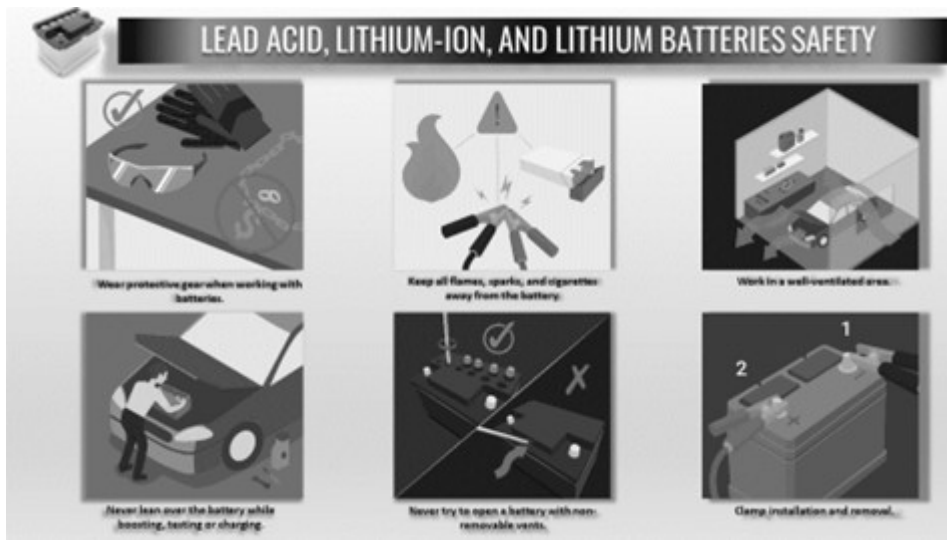 LEAD ACID, LITHIUM-ION, AND LITHIUM BATTERIES SAFETY
Wear protective gear when working with
batteries.
Keep all flames, sparks, and cigarettes
away from the battery.
Work in a well-ventilated area.
2
1
Never lean over the battery while
boosting, testing or charging.
Never try to open a battery with non-
removable vents.
Clamp installation and removal.